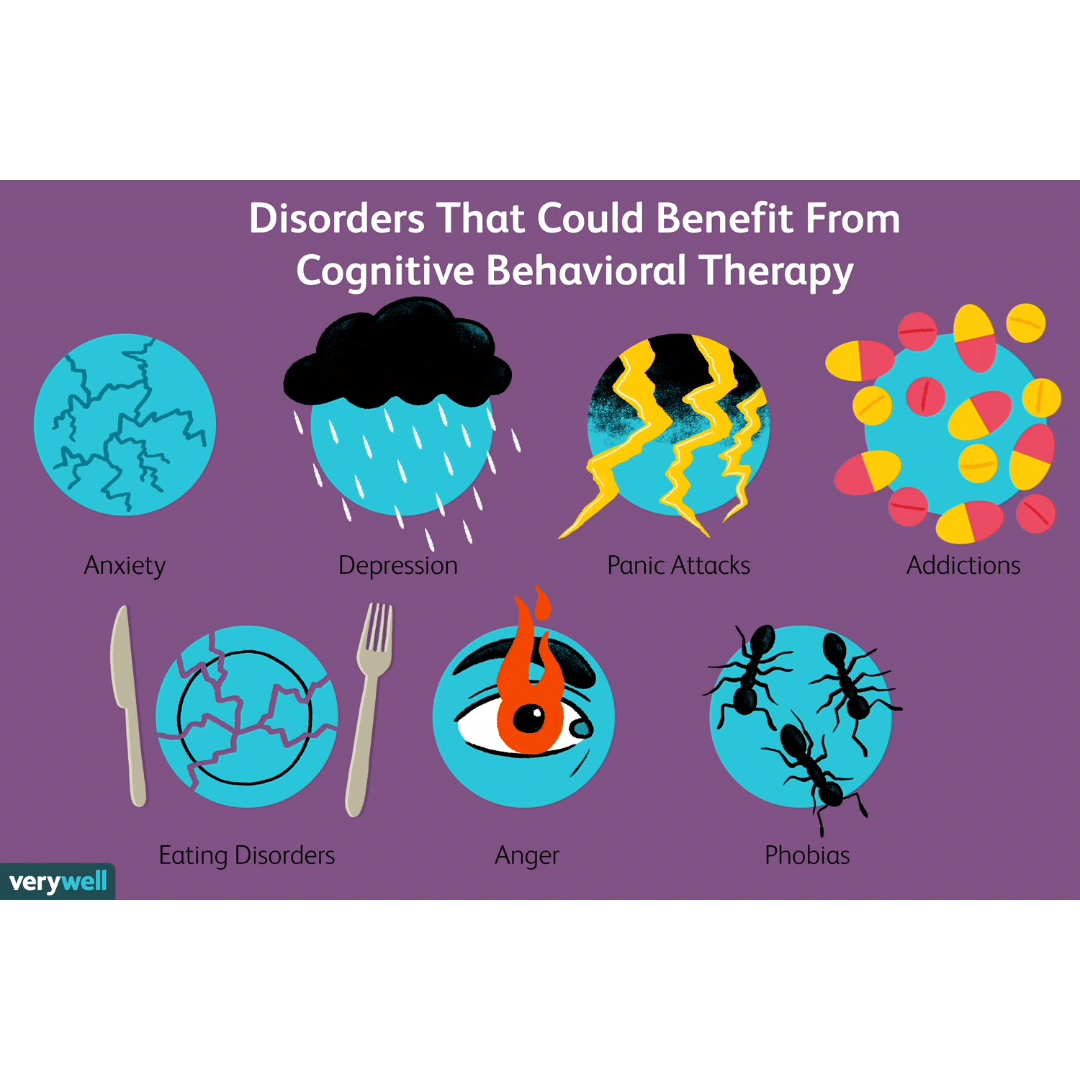 Disorders That Could Benefit From
Cognitive Behavioral Therapy
Anxiety
Depression
Panic Attacks
Addictions
Eating Disorders
Anger
Phobias
verywell